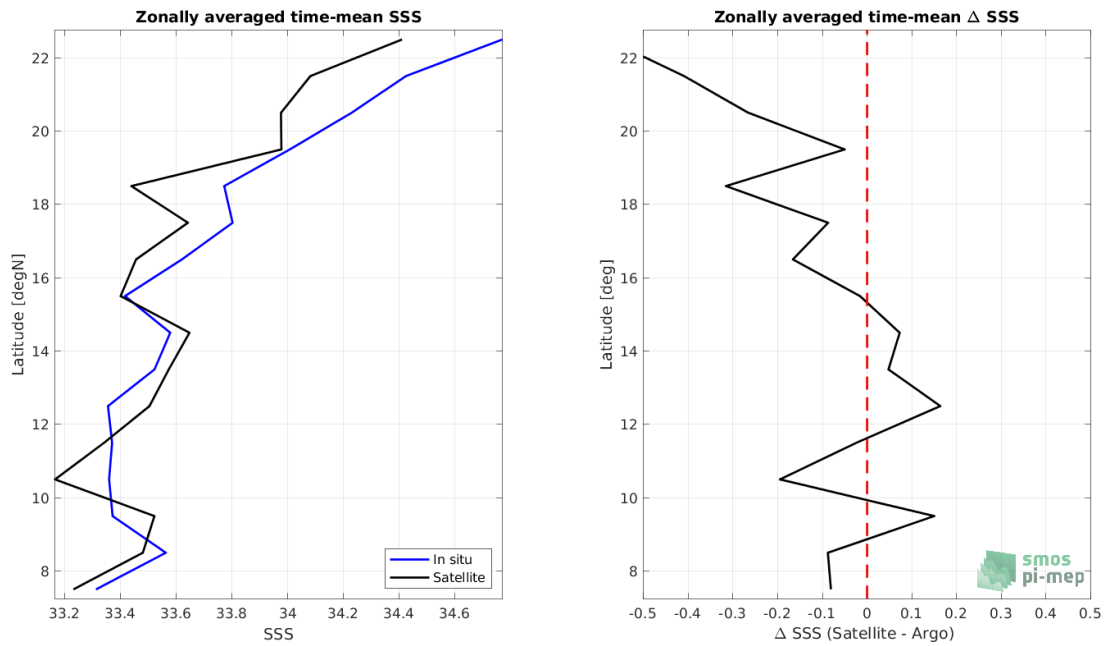 Zonally averaged time-mean SSS
22
20
18
16
14
12
10
8
Latitude [degN]
33.2 33.4 33.6 33.8 34 34.2 34.4 34.6
SSS
In situ
Satellite
Zonally averaged time-mean Δ SSS
22
20
18
16
14
12
10
8
Latitude [deg]
-0.5 -0.4 -0.3 -0.2 -0.1 0 0.1 0.2 0.3 0.4 0.5
Δ SSS (Satellite - Argo)
smos
pi-mep